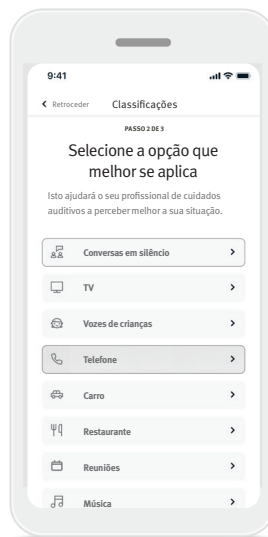 9:41
Retroceder Classificações
PASSO 2 DE 3
Selecione a opção que
melhor se aplica
Isto ajudará o seu profissional de cuidados
auditivos a perceber melhor a sua situação.
Conversas em silêncio
TV
Vozes de crianças
Telefone
Carro
Restaurante
Reuniões
Música